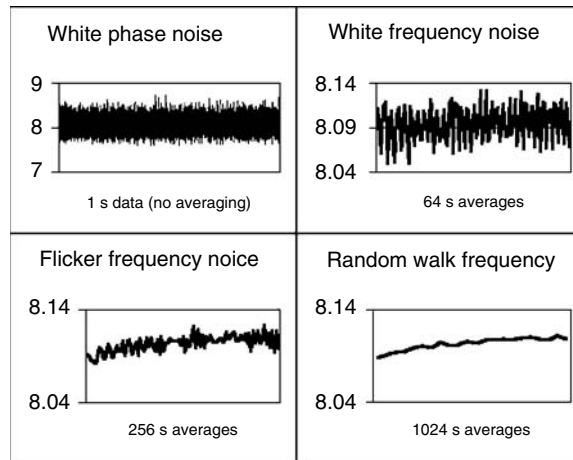 White phase noise
9
8
7
1 s data (no averaging)
White frequency noise
8.14
8.09
8.04
64 s averages
Flicker frequency noice
8.14
8.04
256 s averages
Random walk frequency
8.14
8.04
1024 s averages